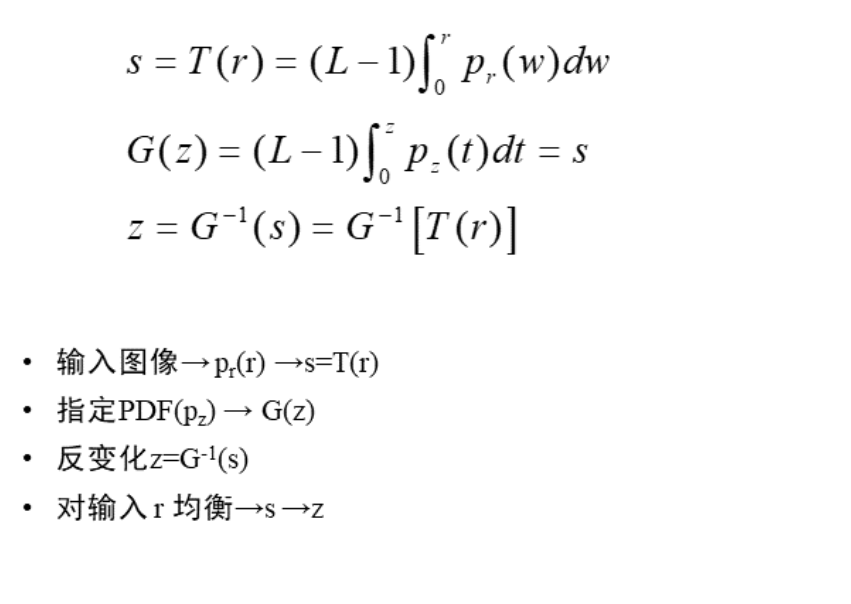 s = T(r) = (L−1)∫₀ʳ pᵣ(w)dw
G(z) = (L−1)∫₀ᶻ p_z(t)dt = s
z = G⁻¹(s) = G⁻¹[T(r)]
• 输入图像→pᵣ(r) →s=T(r)
• 指定PDF(p_z) → G(z)
• 反变化z=G⁻¹(s)
• 对输入 r 均衡→s→z